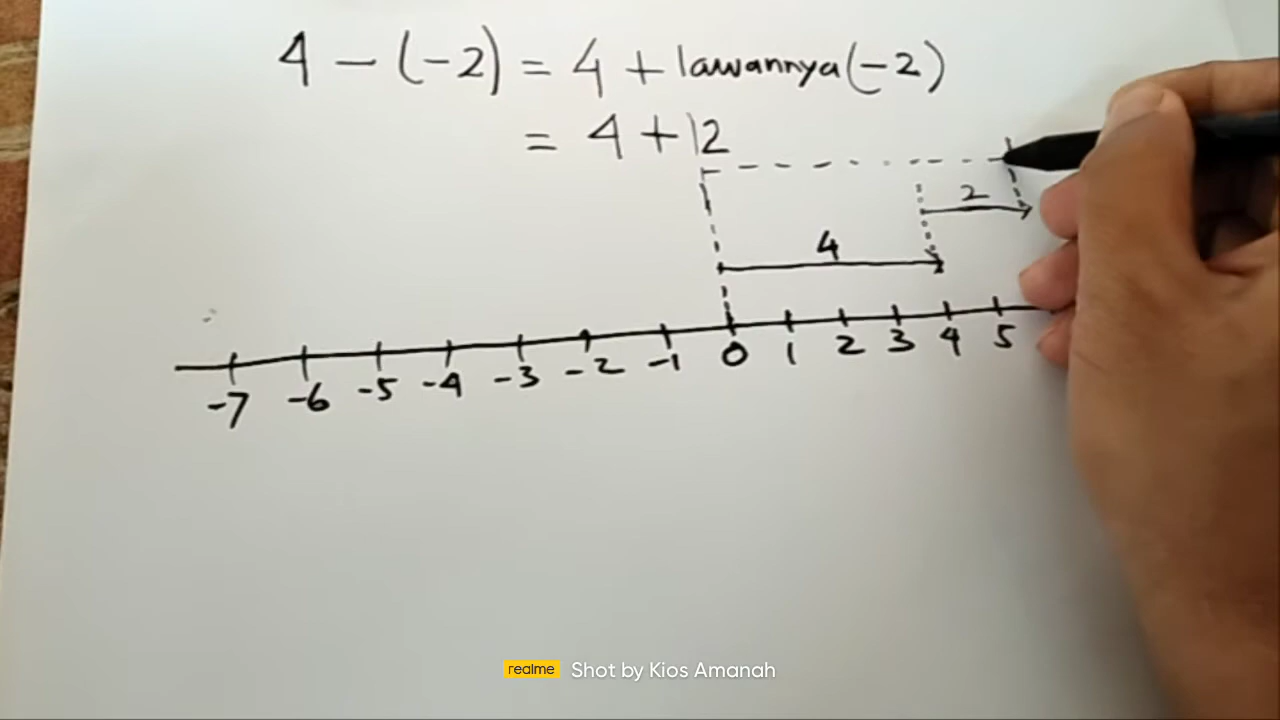 4 - (-2) = 4 + lawannya (-2)
= 4 + 2
2
4
-7 -6 -5 -4 -3 -2 -1 0 1 2 3 4 5
realme Shot by Kios Amanah